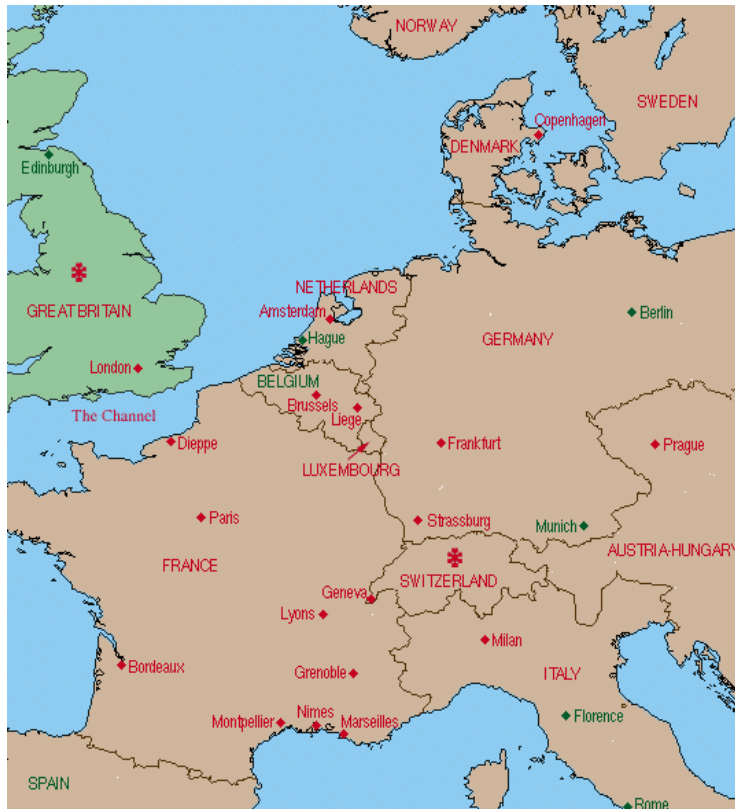 NORWAY
SWEDEN
Copenhagen
DENMARK
Edinburgh
NETHERLANDS
GREAT BRITAIN
Amsterdam
Berlin
Hague
GERMANY
London
BELGIUM
Brussels
The Channel
Liege
Dieppe
Frankfurt
Prague
LUXEMBOURG
Paris
Strassburg
Munich
AUSTRIA-HUNGARY
FRANCE
SWITZERLAND
Geneva
Lyons
Milan
Bordeaux
Grenoble
ITALY
Nimes
Florence
Montpellier
Marseilles
SPAIN
Rome